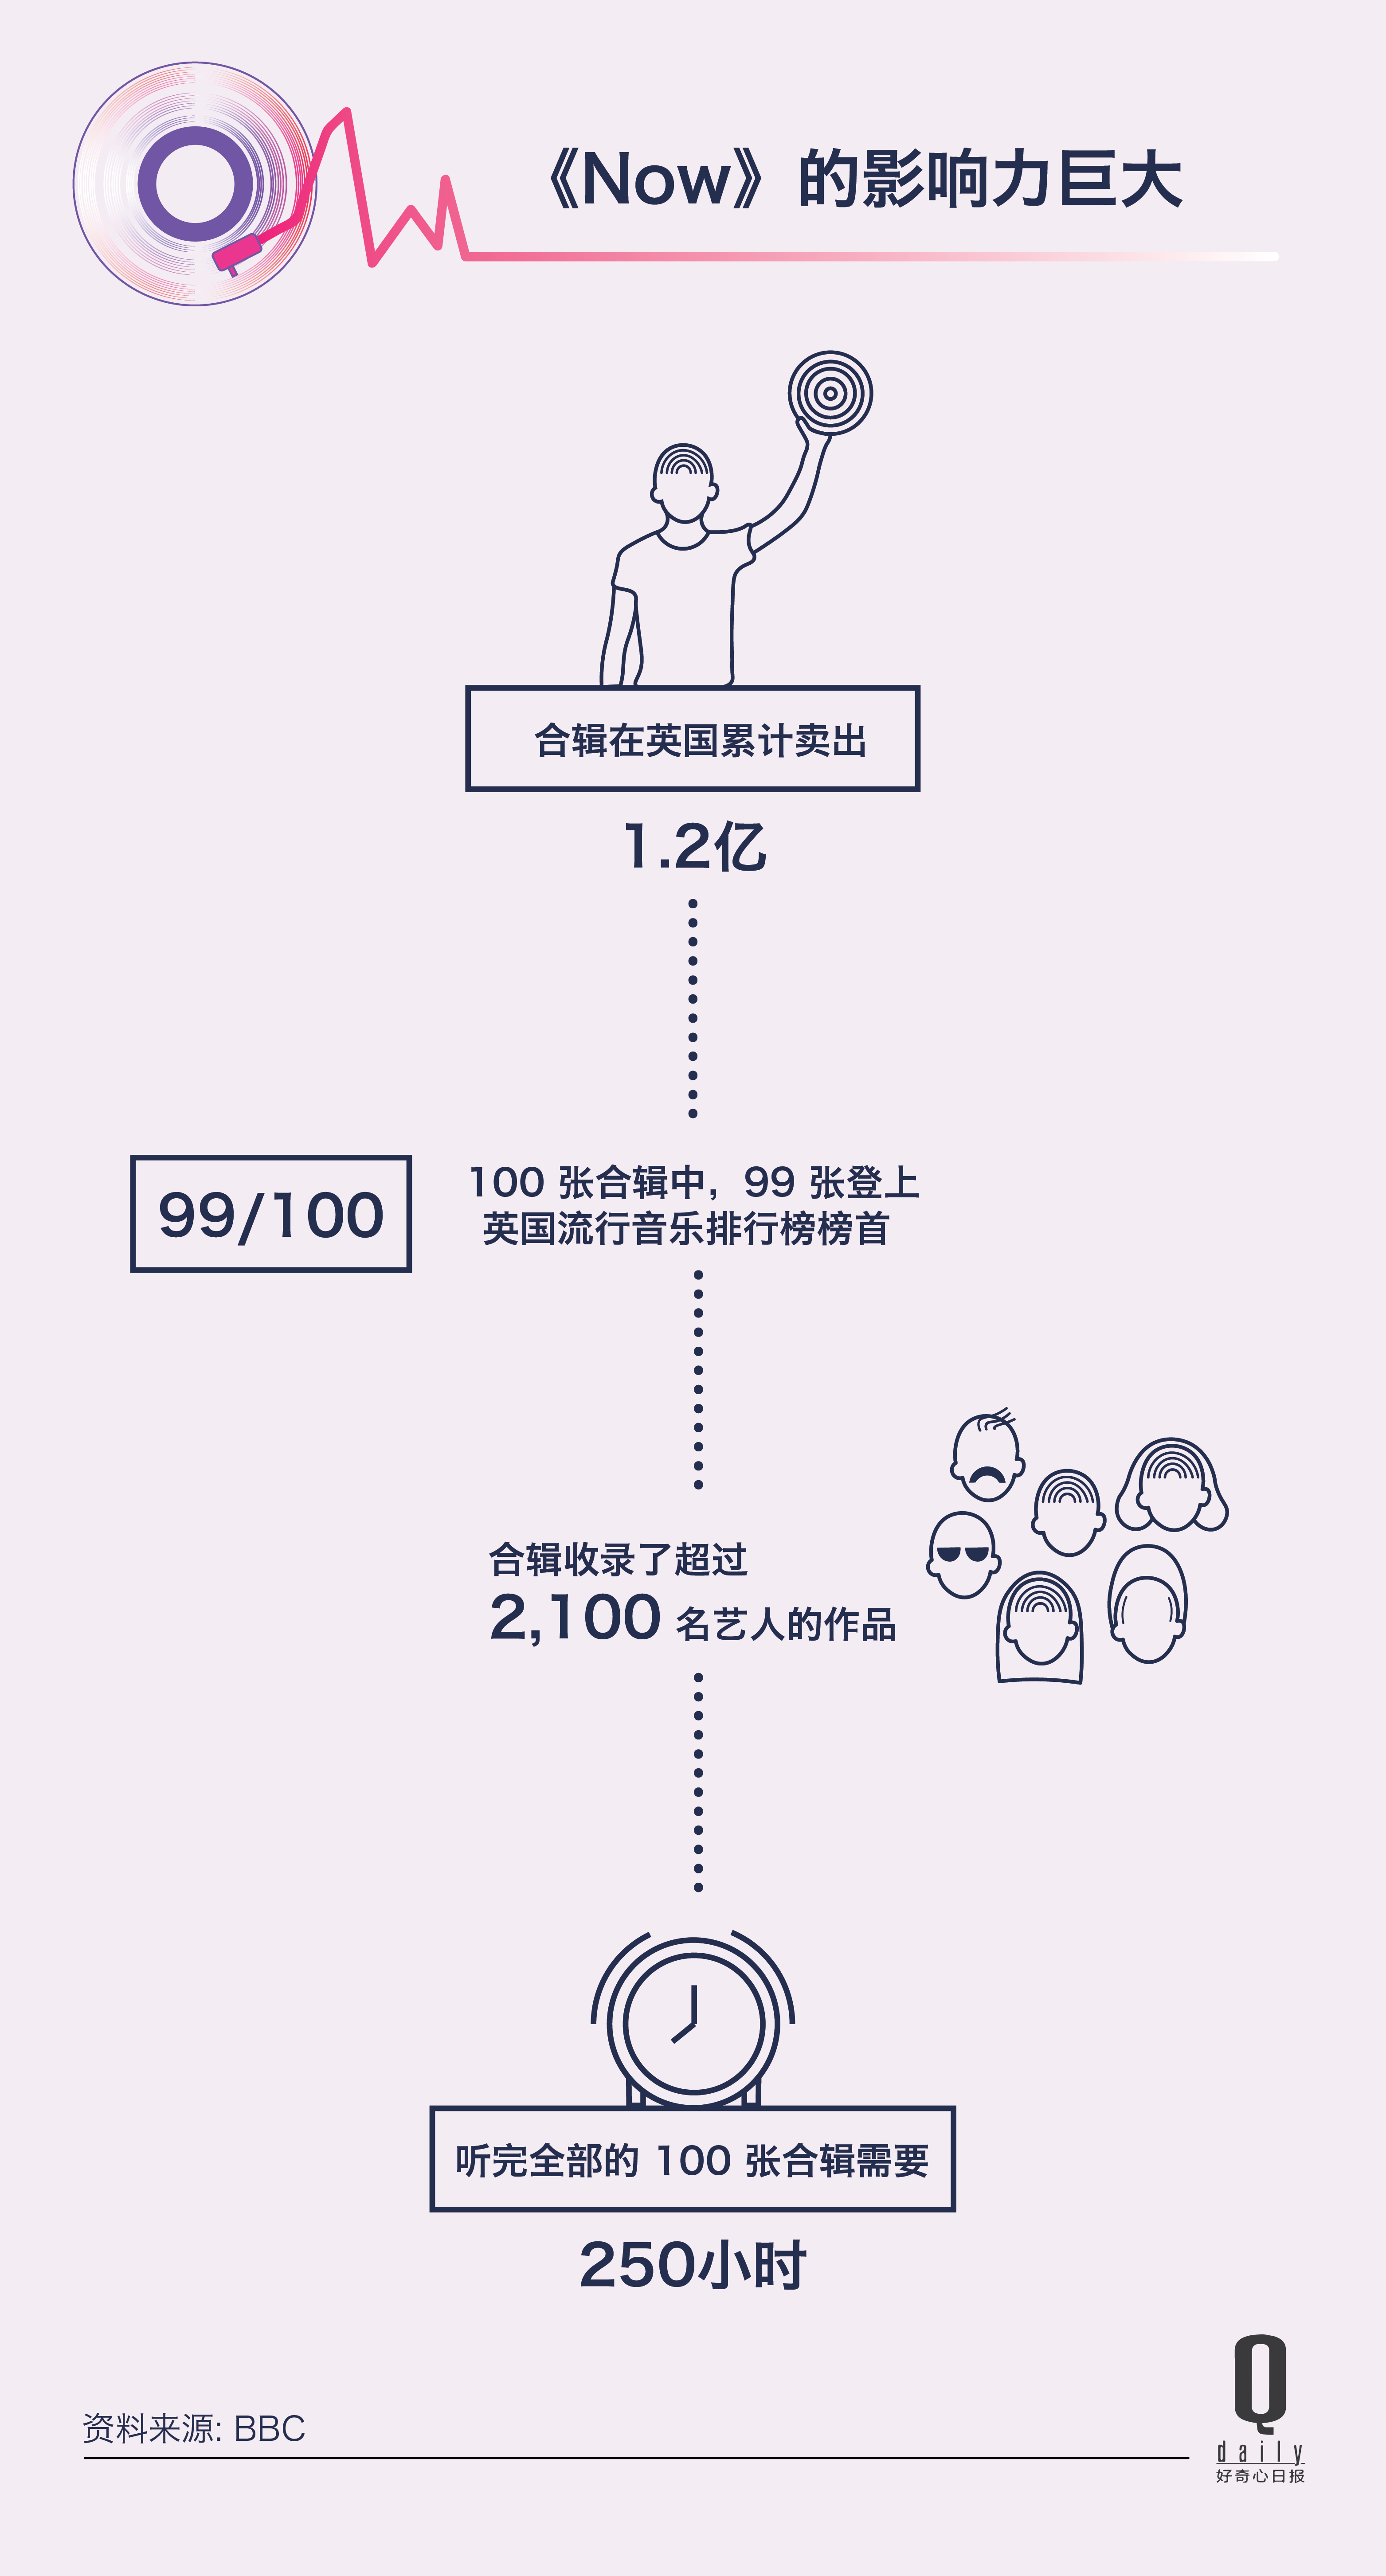 《Now》的影响力巨大
合辑在英国累计卖出
1.2亿
99/100
100 张合辑中，99 张登上
英国流行音乐排行榜榜首
合辑收录了超过
2,100 名艺人的作品
听完全部的 100 张合辑需要
250小时
资料来源: BBC
Q
daily
好奇心日报